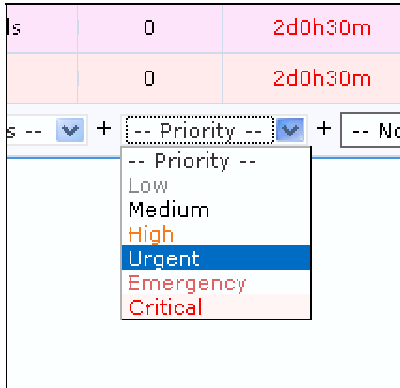 ls 0 2d0h30m
0 2d0h30m
s -- + -- Priority -- + -- No
-- Priority --
Low
Medium
High
Urgent
Emergency
Critical